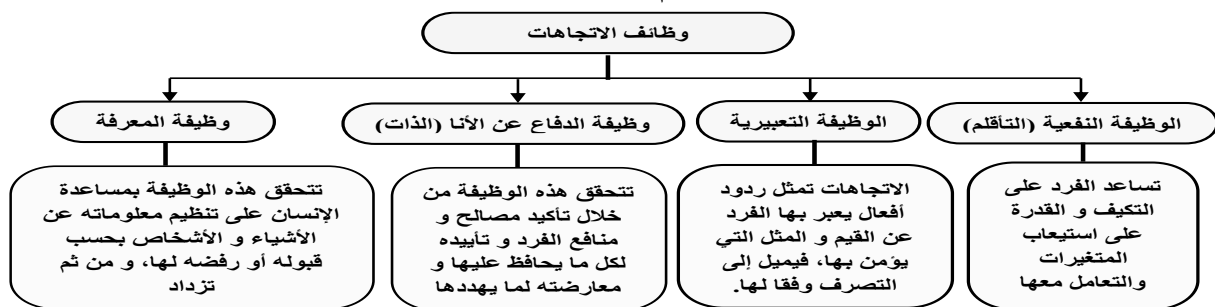 وظائف الاتجاهات
الوظيفة النفعية (التأقلم)
الوظيفة التعبيرية
وظيفة الدفاع عن الأنا (الذات)
وظيفة المعرفة
تساعد الفرد على
التكيف و القدرة
على استيعاب
المتغيرات
والتعامل معها
الاتجاهات تمثل ردود
أفعال يعبر بها الفرد
عن القيم و المثل التي
يؤمن بها، فيميل إلى
التصرف وفقا لها.
تتحقق هذه الوظيفة من
خلال تأكيد مصالح و
منافع الفرد و تأييده
لكل ما يحافظ عليها و
معارضته لما يهددها
تتحقق هذه الوظيفة بمساعدة
الإنسان على تنظيم معلوماته عن
الأشياء و الأشخاص بحسب
قبوله أو رفضه لها، و من ثم
تزداد